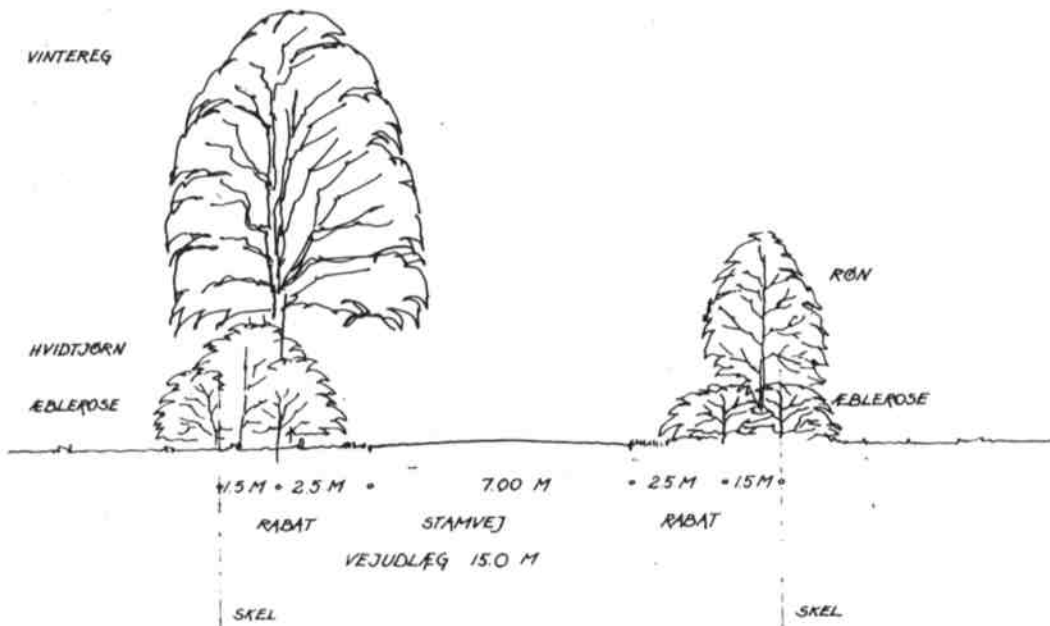 VINTEREG
RØN
HVIDTJØRN
ÆBLEROSE
ÆBLEROSE
1.5 M 2.5 M 7.00 M 2.5 M 1.5 M
RABAT STAMVEJ RABAT
VEJUDLÆG 15.0 M
SKEL SKEL